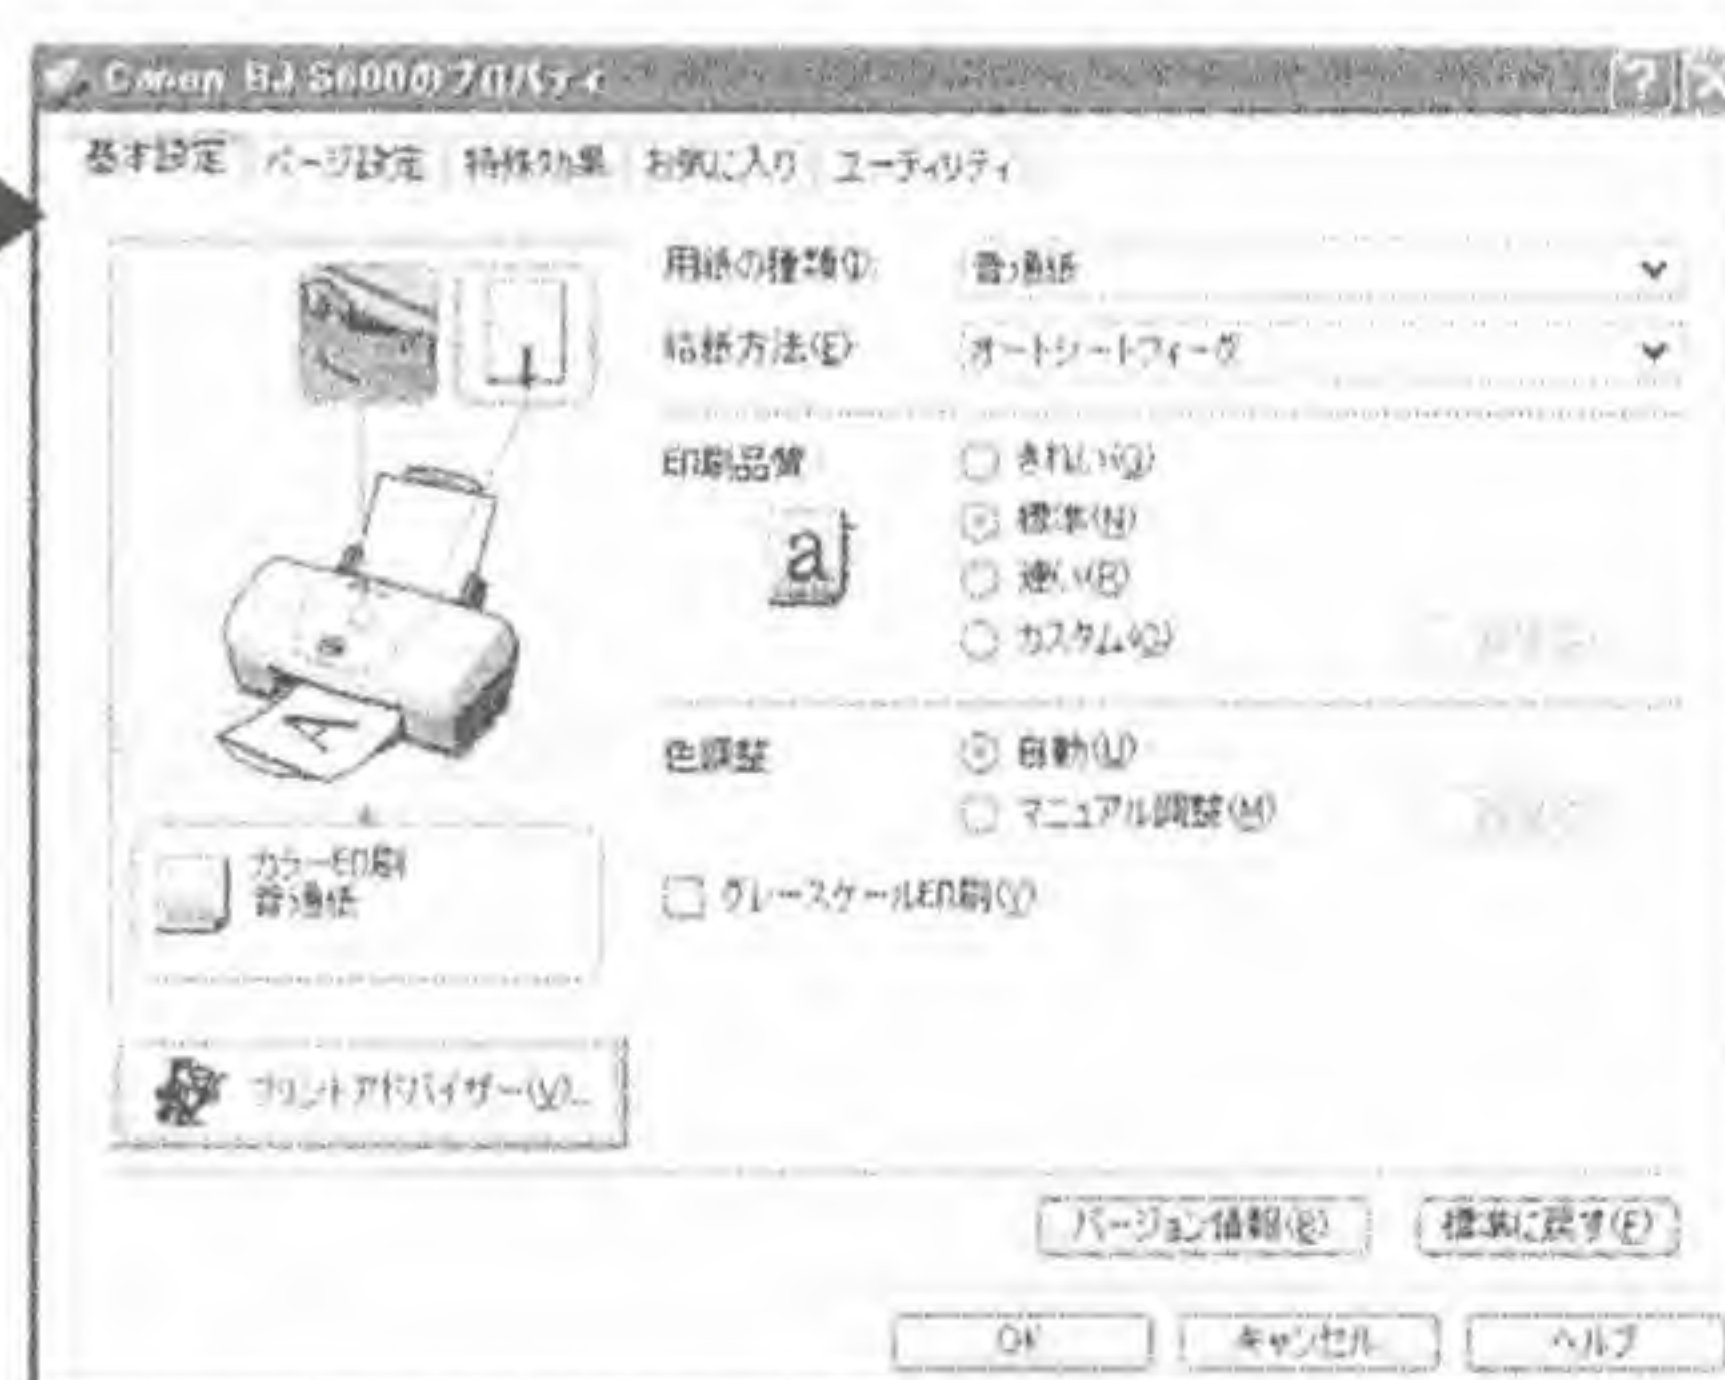 Canon BJ S600のプロパティ
基本設定 ページ設定 特殊効果 お気に入り ユーティリティ
用紙の種類(I): 普通紙
給紙方法(E): オートシートフィーダ
印刷品質
きれい(Q)
標準(N)
a
速い(R)
カスタム(C)
A
色調整
自動(U)
マニュアル調整(M)
カラー印刷
普通紙
グレースケール印刷(Y)
プリントアドバイザー(V)...
バージョン情報(B) 標準に戻す(F)
OK キャンセル ヘルプ